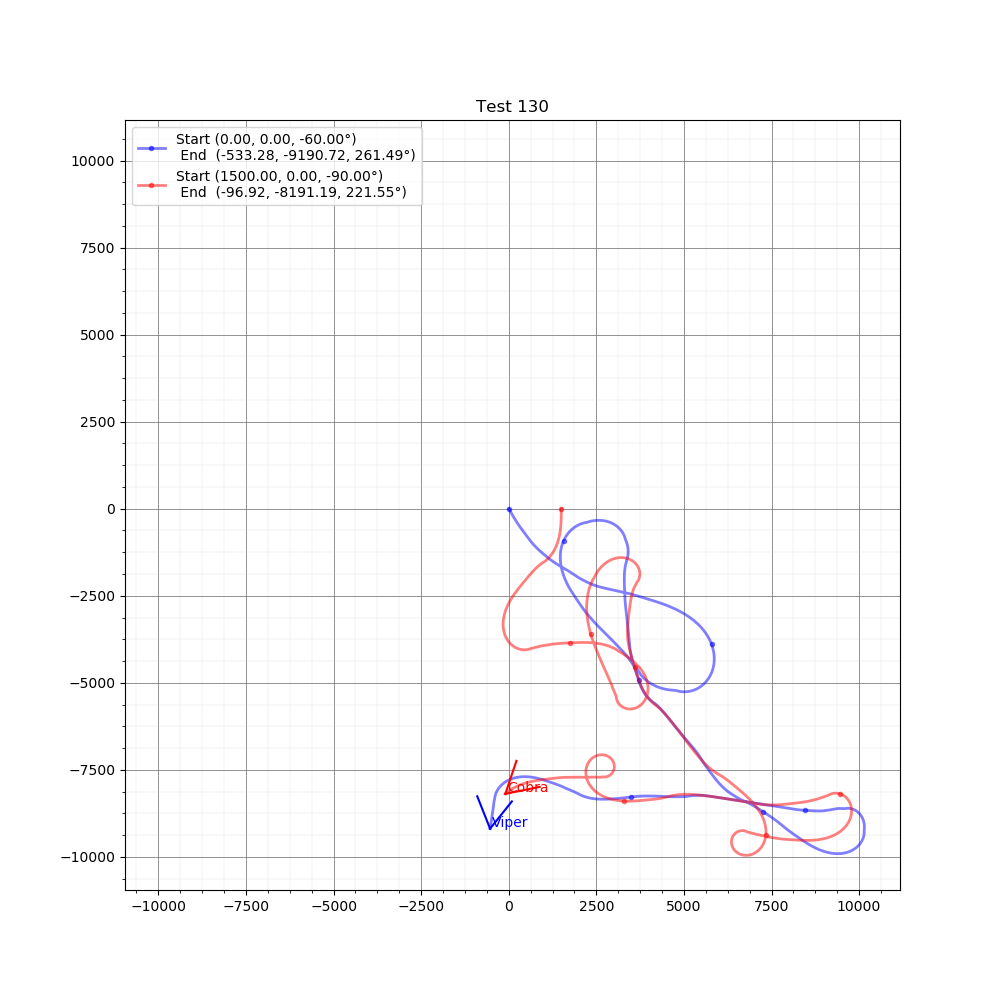 Test 130
Start (0.00, 0.00, -60.00°)
End  (-533.28, -9190.72, 261.49°)
Start (1500.00, 0.00, -90.00°)
End  (-96.92, -8191.19, 221.55°)
10000
7500
5000
2500
0
−2500
−5000
−7500
−10000
Cobra
Viper
−10000 −7500 −5000 −2500 0 2500 5000 7500 10000